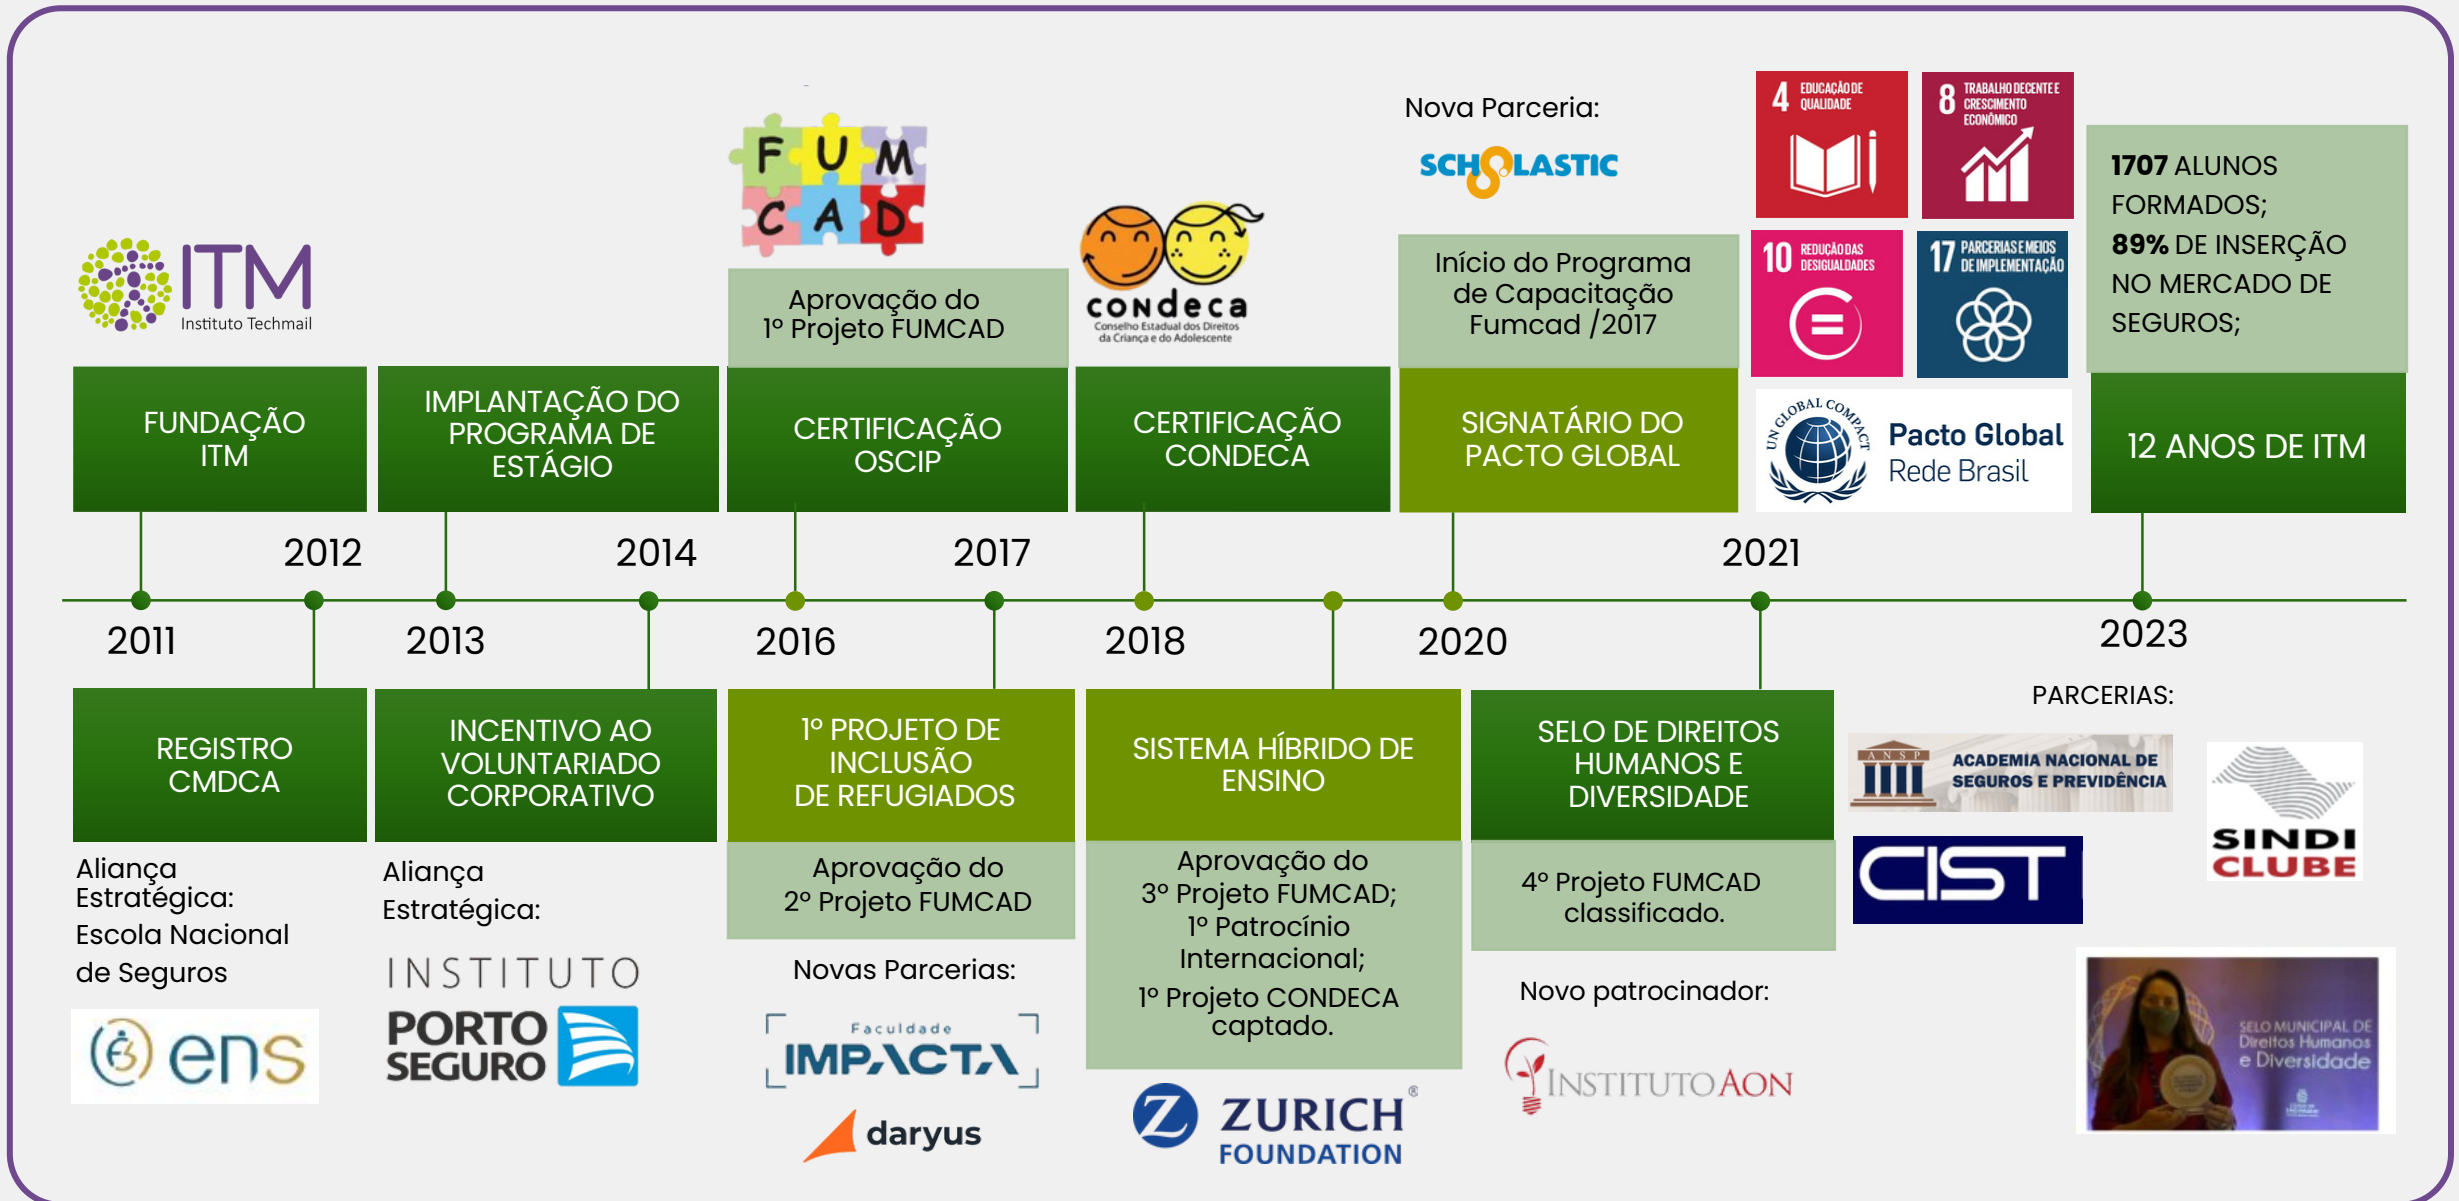 ITM
Instituto Techmail
FUNDAÇÃO
ITM
IMPLANTAÇÃO DO
PROGRAMA DE
ESTÁGIO
FUM
CAD
Aprovação do
1º Projeto FUMCAD
CERTIFICAÇÃO
OSCIP
condeca
Conselho Estadual dos Direitos
da Criança e do Adolescente
CERTIFICAÇÃO
CONDECA
Nova Parceria:
SCHOLASTIC
Início do Programa
de Capacitação
Fumcad /2017
SIGNATÁRIO DO
PACTO GLOBAL
4 EDUCAÇÃO DE
QUALIDADE
8 TRABALHO DECENTE E
CRESCIMENTO
ECONÔMICO
10 REDUÇÃO DAS
DESIGUALDADES
17 PARCERIAS E MEIOS
DE IMPLEMENTAÇÃO
UN GLOBAL COMPACT
Pacto Global
Rede Brasil
1707 ALUNOS
FORMADOS;
89% DE INSERÇÃO
NO MERCADO DE
SEGUROS;
12 ANOS DE ITM
2012
2014
2017
2021
2011
2013
2016
2018
2020
2023
REGISTRO
CMDCA
Aliança
Estratégica:
Escola Nacional
de Seguros
ens
INCENTIVO AO
VOLUNTARIADO
CORPORATIVO
Aliança
Estratégica:
INSTITUTO
PORTO
SEGURO
1º PROJETO DE
INCLUSÃO
DE REFUGIADOS
Aprovação do
2º Projeto FUMCAD
Novas Parcerias:
Faculdade
IMPACTA
daryus
SISTEMA HÍBRIDO DE
ENSINO
Aprovação do
3º Projeto FUMCAD;
1º Patrocínio
Internacional;
1º Projeto CONDECA
captado.
Z ZURICH®
FOUNDATION
SELO DE DIREITOS
HUMANOS E
DIVERSIDADE
4º Projeto FUMCAD
classificado.
Novo patrocinador:
INSTITUTO AON
PARCERIAS:
ANSP
ACADEMIA NACIONAL DE
SEGUROS E PREVIDÊNCIA
CIST
SINDI
CLUBE
SELO MUNICIPAL DE
Direitos Humanos
e Diversidade